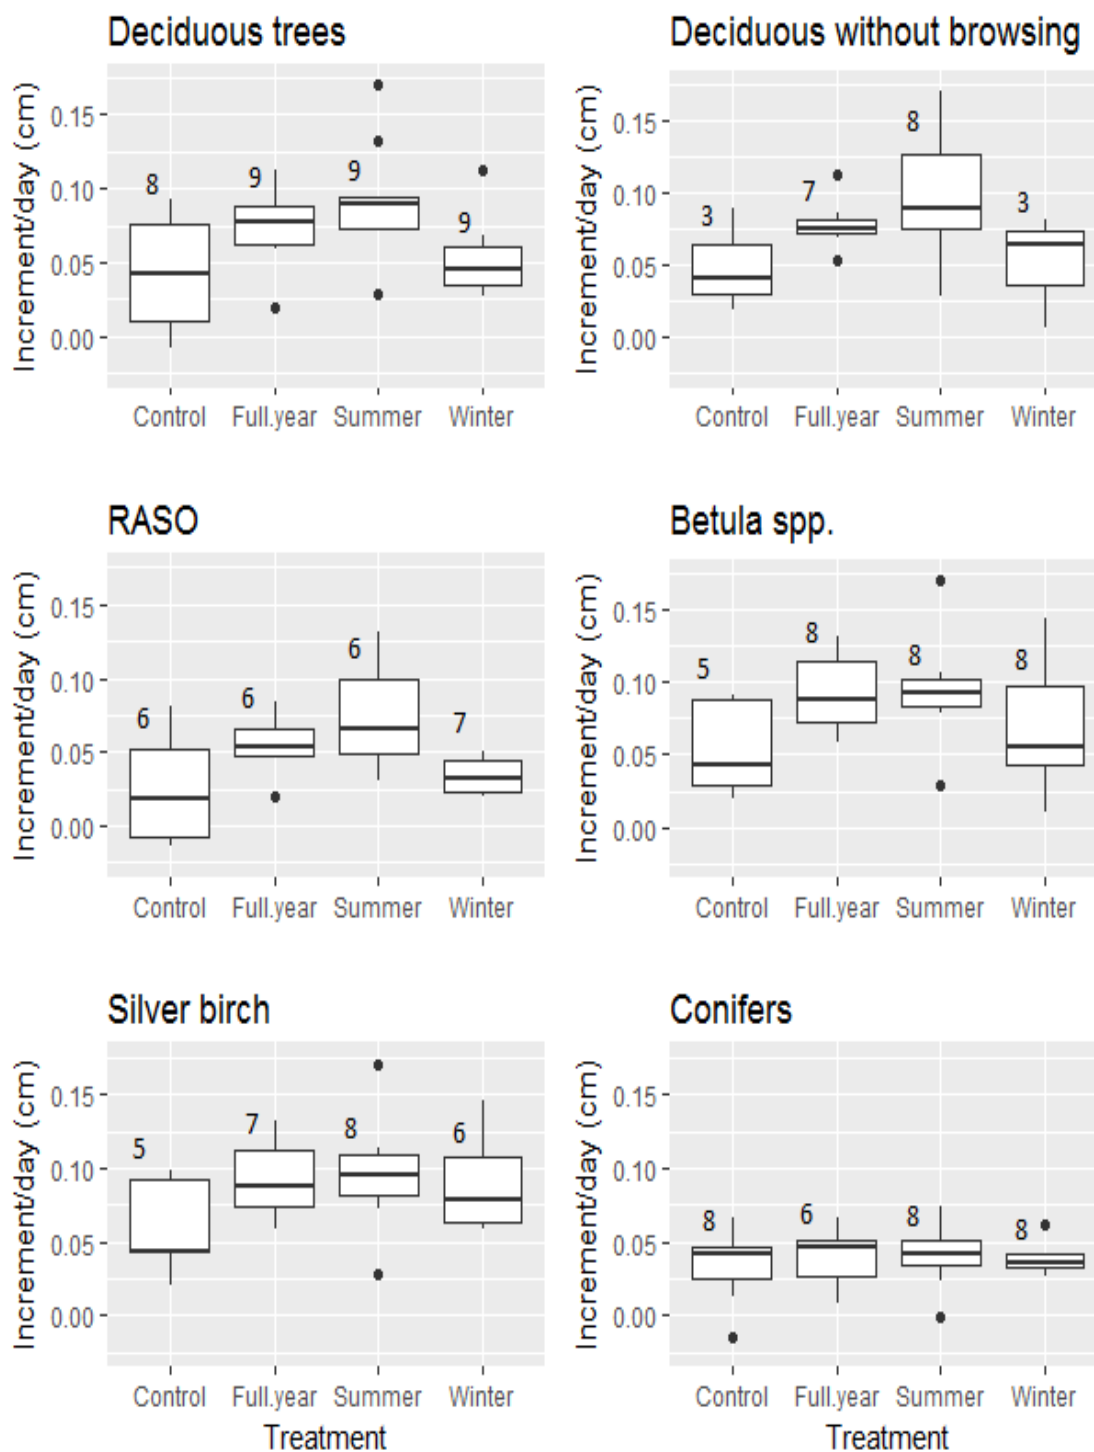 Deciduous trees
Increment/day (cm)
0.15
0.10
0.05
0.00
8
9
9
9
Control Full.year Summer Winter
Deciduous without browsing
Increment/day (cm)
0.15
0.10
0.05
0.00
3
7
8
3
Control Full.year Summer Winter
RASO
Increment/day (cm)
0.15
0.10
0.05
0.00
6
6
6
7
Control Full.year Summer Winter
Betula spp.
Increment/day (cm)
0.15
0.10
0.05
0.00
5
8
8
8
Control Full.year Summer Winter
Silver birch
Increment/day (cm)
0.15
0.10
0.05
0.00
5
7
8
6
Control Full.year Summer Winter
Treatment
Conifers
Increment/day (cm)
0.15
0.10
0.05
0.00
8
6
8
8
Control Full.year Summer Winter
Treatment